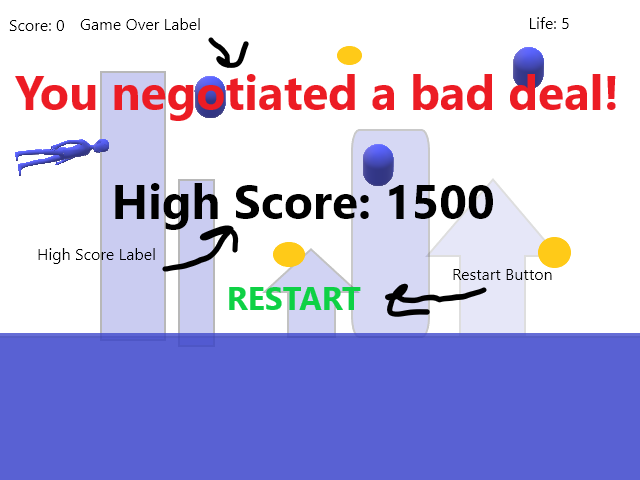 Score: 0
Game Over Label
Life: 5
You negotiated a bad deal!
High Score: 1500
High Score Label
Restart Button
RESTART